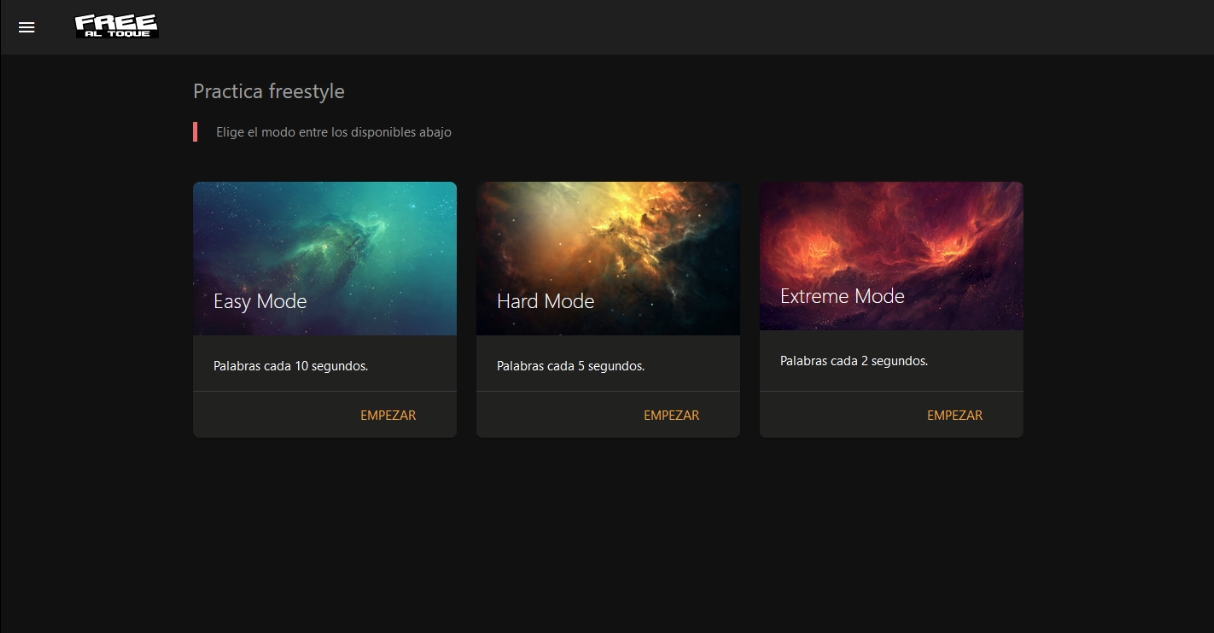 FREE
AL TOQUE
Practica freestyle
Elige el modo entre los disponibles abajo
Easy Mode
Palabras cada 10 segundos.
EMPEZAR
Hard Mode
Palabras cada 5 segundos.
EMPEZAR
Extreme Mode
Palabras cada 2 segundos.
EMPEZAR